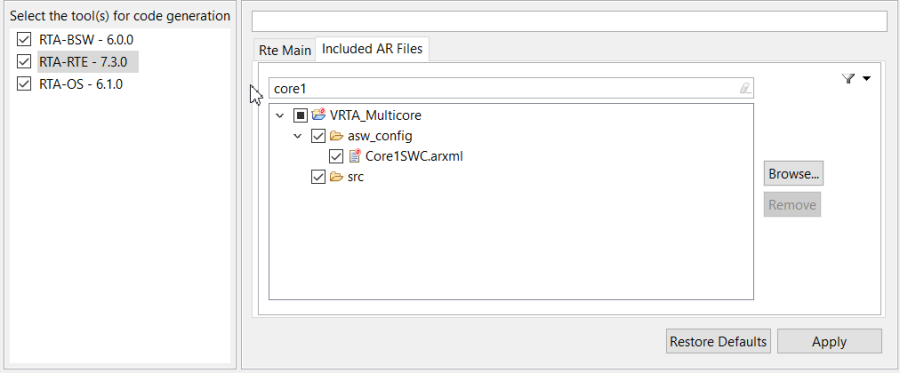 Select the tool(s) for code generation
RTA-BSW - 6.0.0
RTA-RTE - 7.3.0
RTA-OS - 6.1.0
Rte Main
Included AR Files
core1
VRTA_Multicore
asw_config
Core1SWC.arxml
src
Browse...
Remove
Restore Defaults
Apply